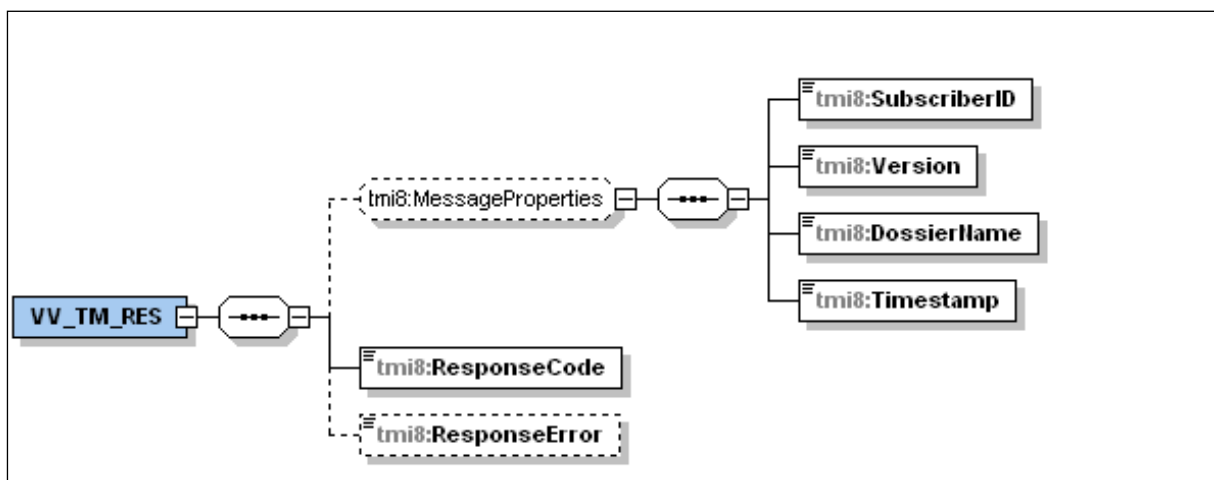 tmi8:SubscriberID
tmi8:Version
tmi8:MessageProperties
tmi8:DossierName
tmi8:Timestamp
VV_TM_RES
tmi8:ResponseCode
tmi8:ResponseError